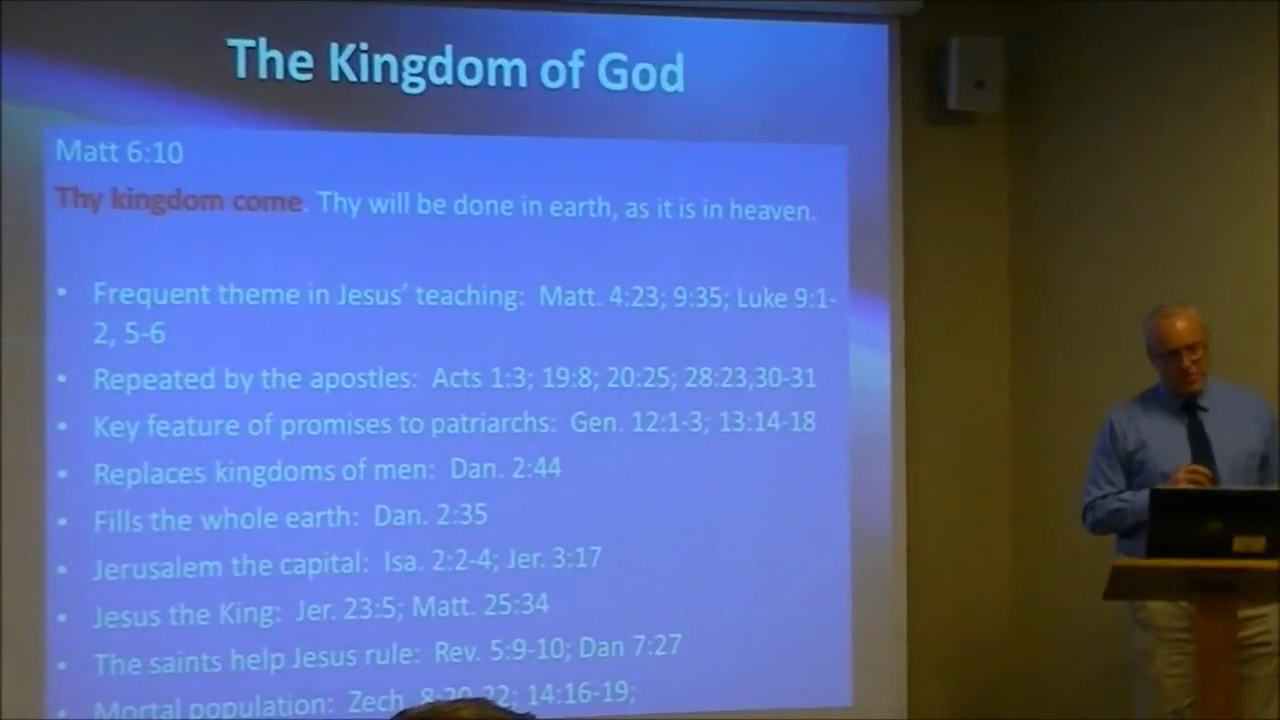 The Kingdom of God
Matt 6:10
Thy kingdom come. Thy will be done in earth, as it is in heaven.
• Frequent theme in Jesus' teaching: Matt. 4:23; 9:35; Luke 9:1-
2, 5-6
• Repeated by the apostles: Acts 1:3; 19:8; 20:25; 28:23,30-31
• Key feature of promises to patriarchs: Gen. 12:1-3; 13:14-18
• Replaces kingdoms of men: Dan. 2:44
• Fills the whole earth: Dan. 2:35
• Jerusalem the capital: Isa. 2:2-4; Jer. 3:17
• Jesus the King: Jer. 23:5; Matt. 25:34
• The saints help Jesus rule: Rev. 5:9-10; Dan 7:27
• Mortal population: Zech. 8:20-22; 14:16-19;